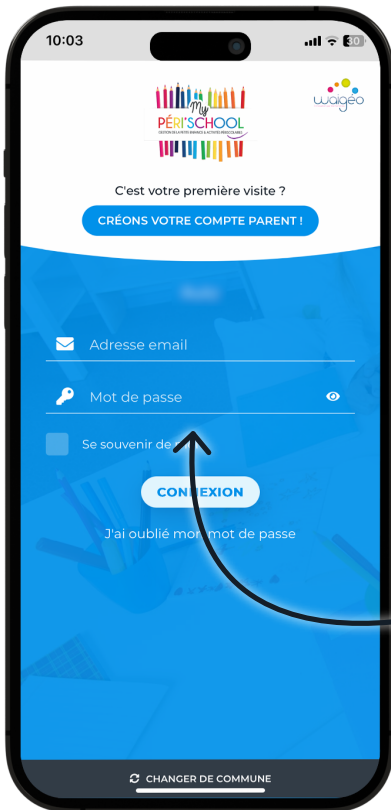 10:03
30
My
PÉRI'SCHOOL
waigéo
C'est votre première visite ?
CRÉONS VOTRE COMPTE PARENT !
Adresse email
Mot de passe
Se souvenir de
CONNEXION
J'ai oublié mon mot de passe
CHANGER DE COMMUNE